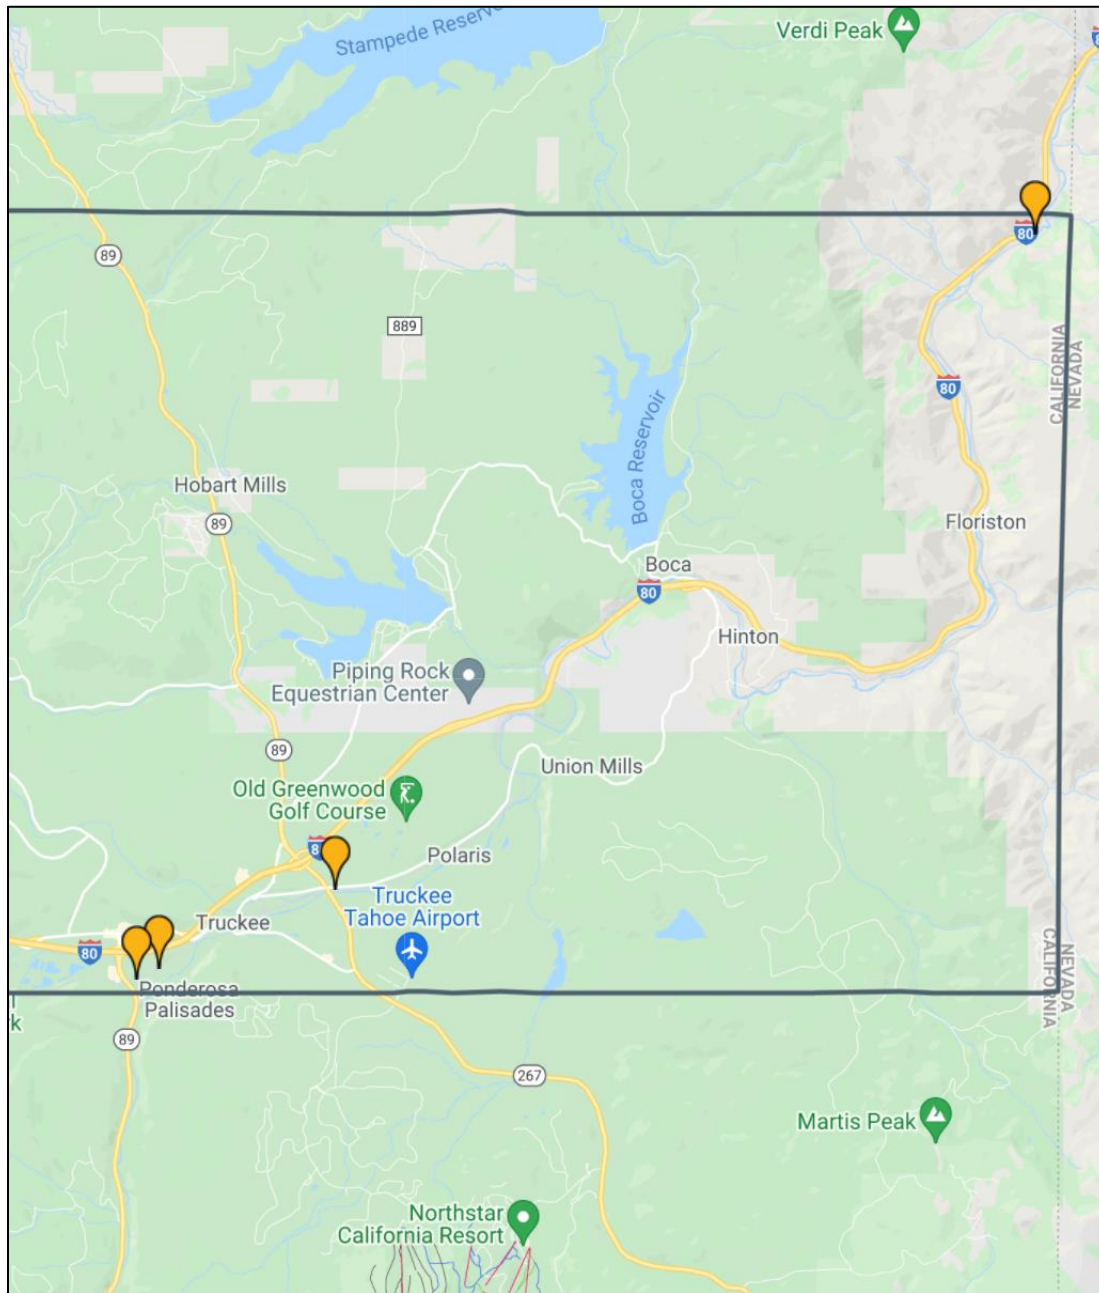 Stampede Reser
Verdi Peak
80
89
889
CALIFORNIA
NEVADA
80
Boca Reservoir
Hobart Mills
89
Floriston
Boca
80
Hinton
Piping Rock
Equestrian Center
89
Union Mills
Old Greenwood
Golf Course
8
Polaris
Truckee
Tahoe Airport
Truckee
80
NEVADA
CALIFORNIA
Ponderosa
Palisades
k
89
267
Martis Peak
Northstar
California Resort